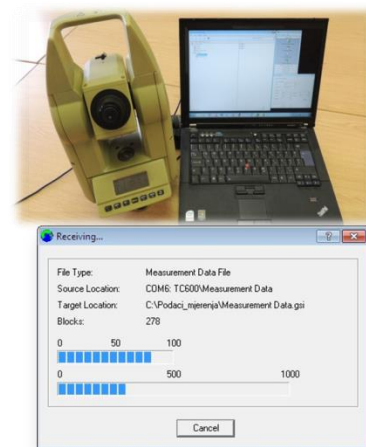 Receiving...
File Type: Measurement Data File
Source Location: COM6: TC600\Measurement Data
Target Location: C:\Podaci_mjerenja\Measurement Data.gsi
Blocks: 278
0 50 100
0 500 1000
Cancel